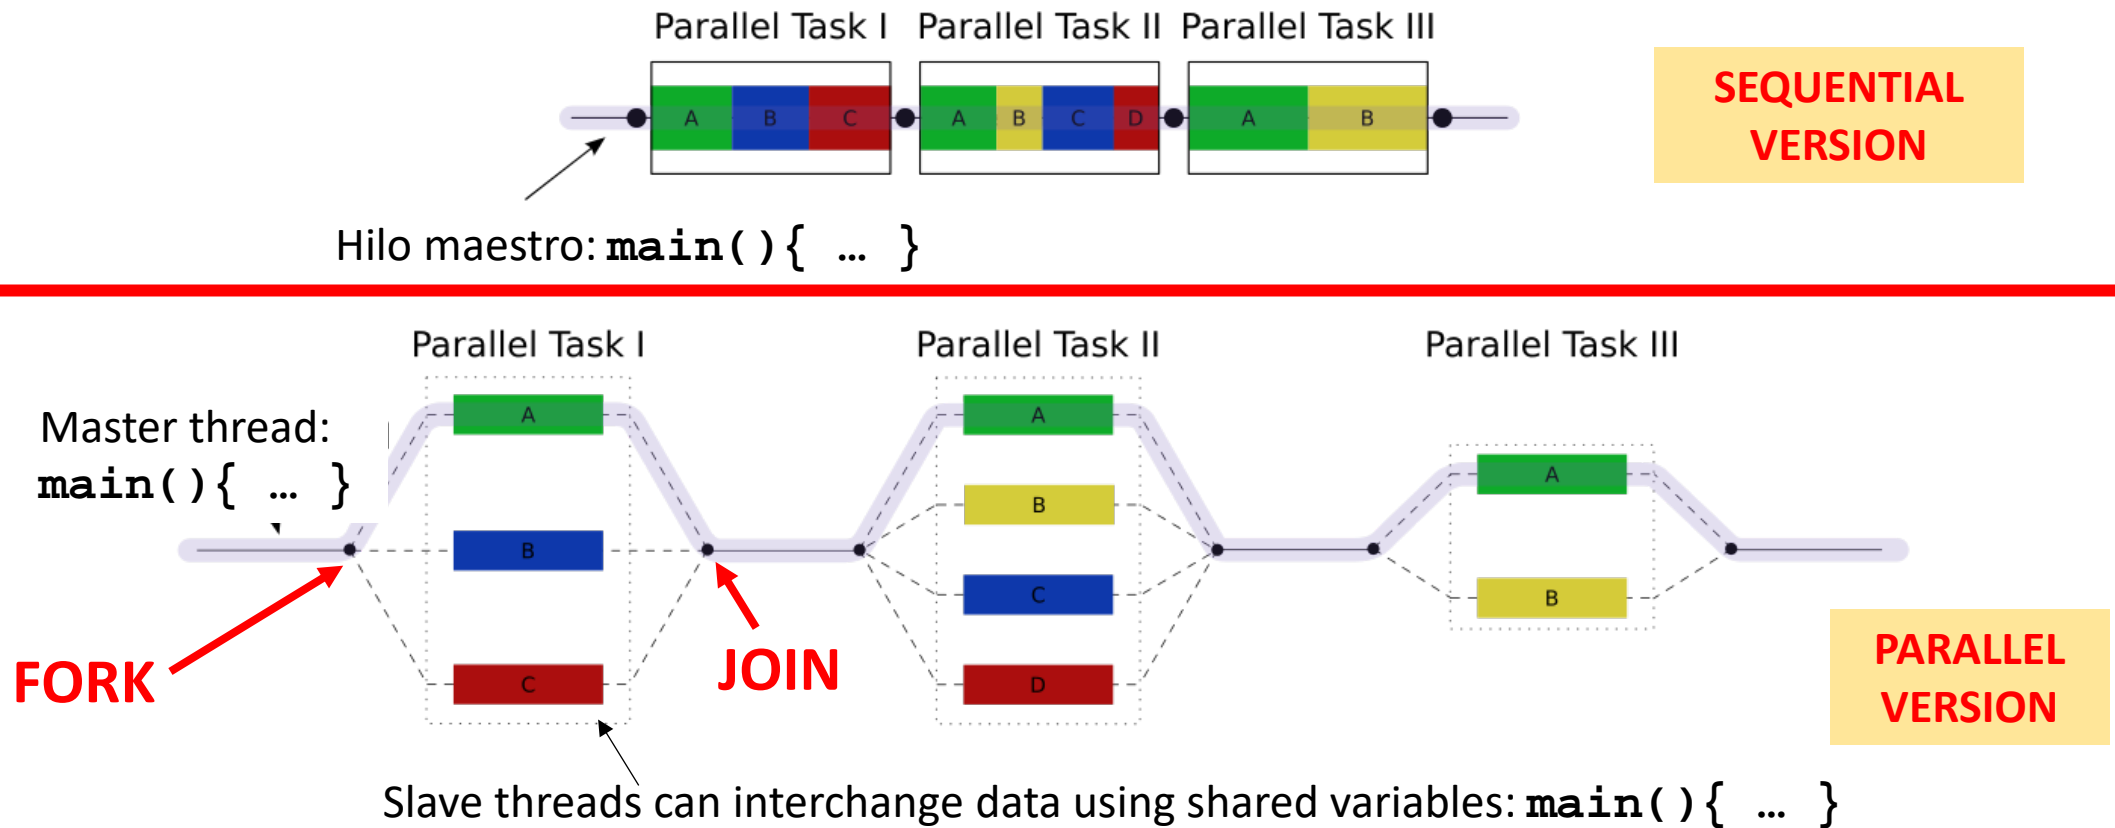 Parallel Task I Parallel Task II Parallel Task III
A B C A B C D A B
SEQUENTIAL
VERSION
Hilo maestro: main(){ … }
Parallel Task I Parallel Task II Parallel Task III
Master thread:
main(){ … }
A
B
C
A
B
C
D
A
B
FORK
JOIN
PARALLEL
VERSION
Slave threads can interchange data using shared variables: main(){ … }